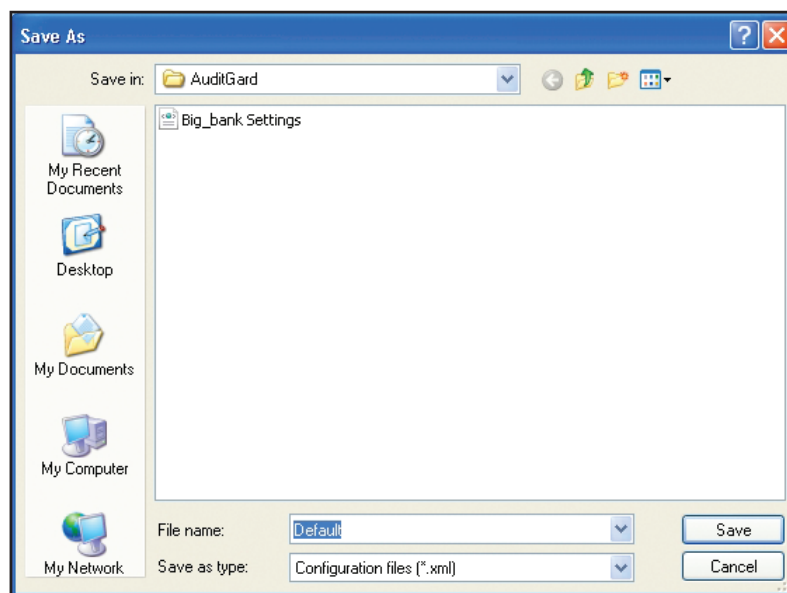 Save As
Save in: AuditGard
Big_bank Settings
My Recent
Documents
Desktop
My Documents
My Computer
My Network
File name: Default Save
Save as type: Configuration files (*.xml) Cancel